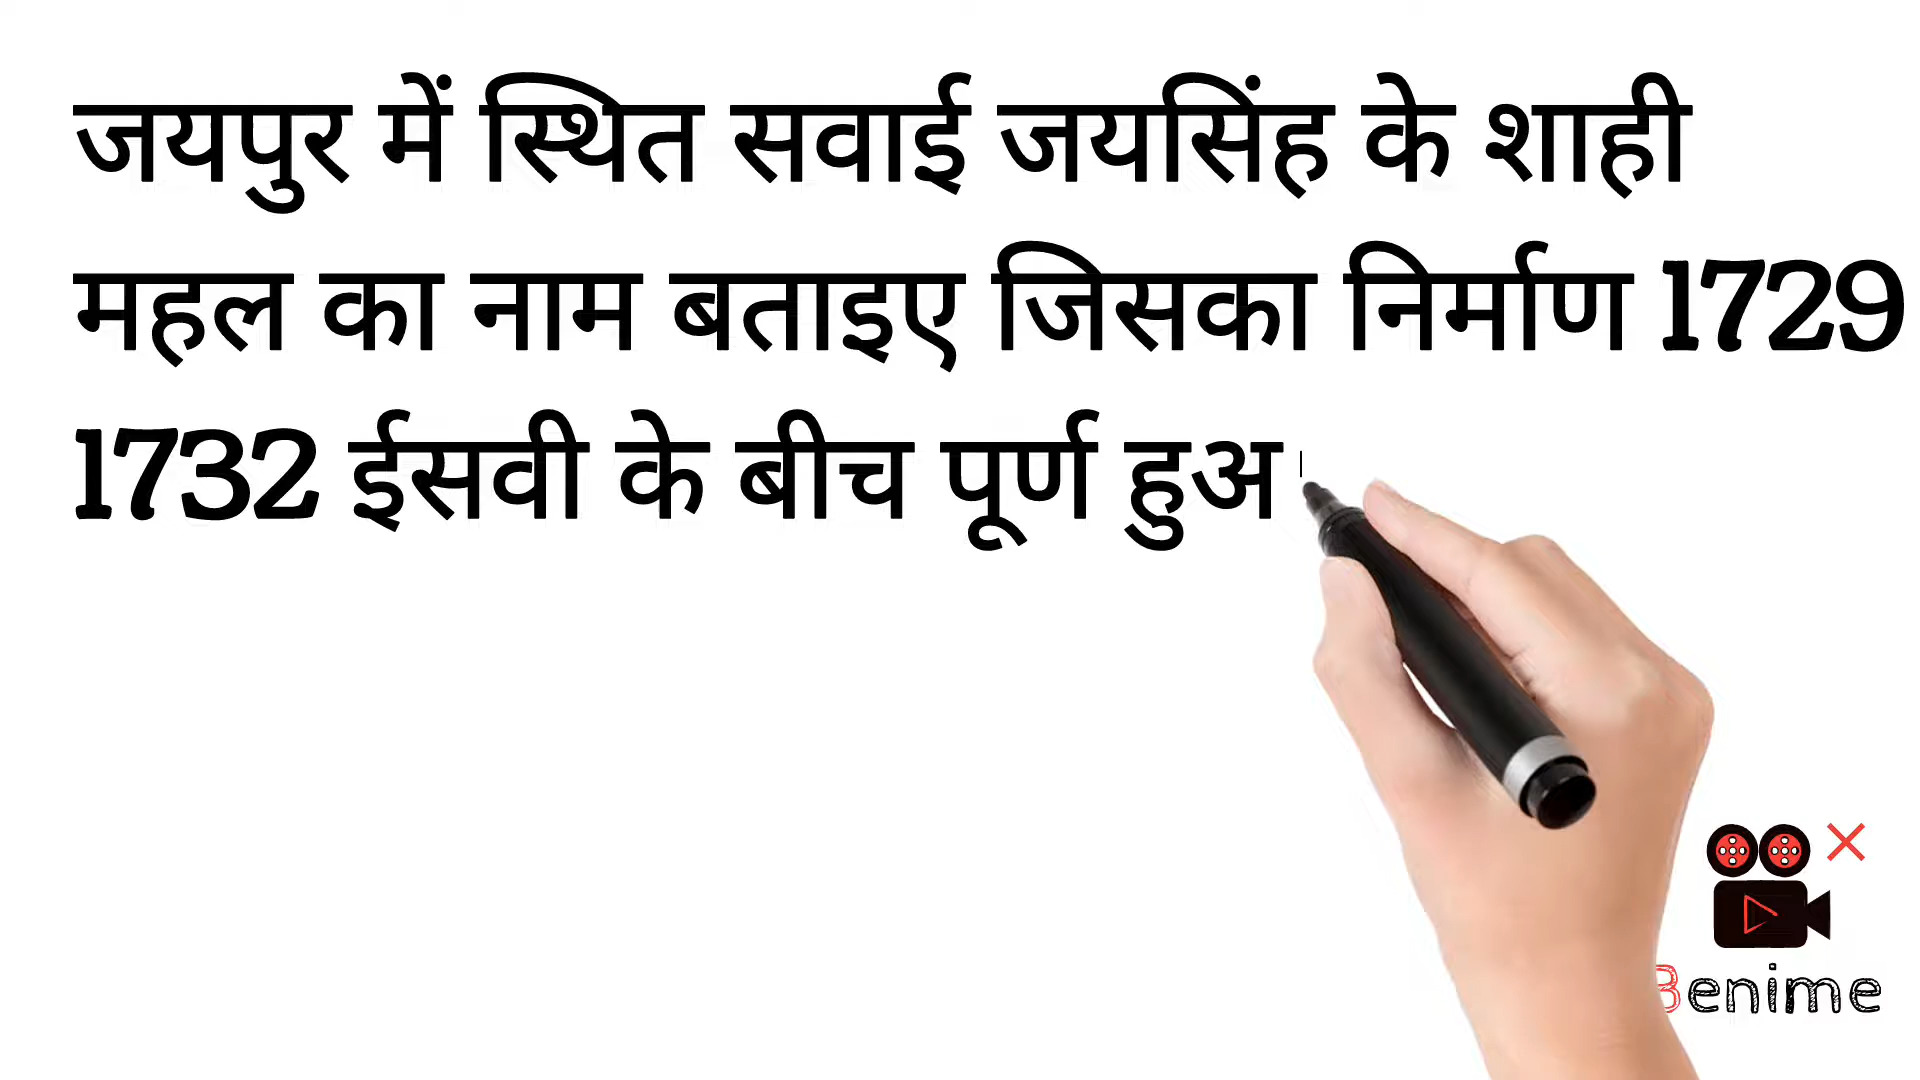 जयपुर में स्थित सवाई जयसिंह के शाही
महल का नाम बताइए जिसका निर्माण 1729
1732 ईसवी के बीच पूर्ण हुअ
Benime